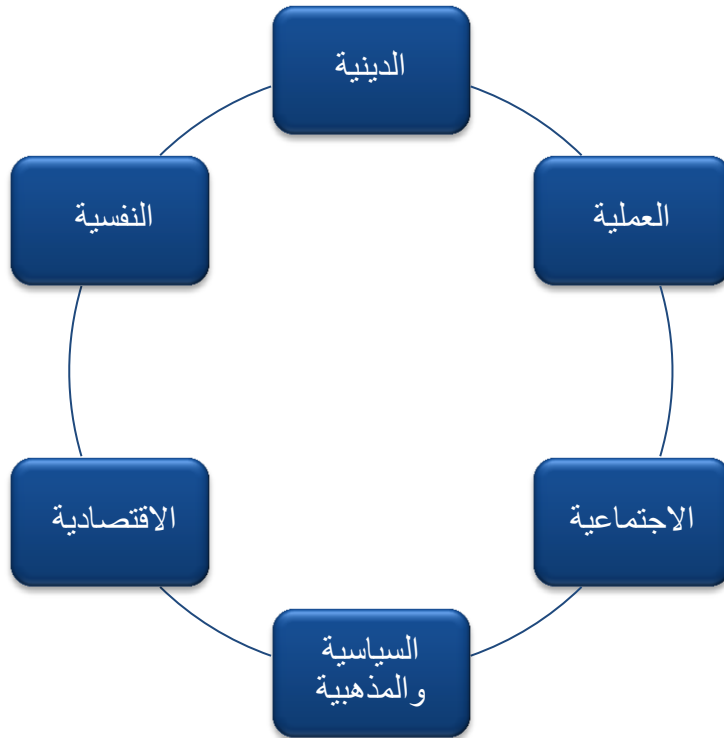 الدينية
العملية
الاجتماعية
السياسية
والمذهبية
الاقتصادية
النفسية